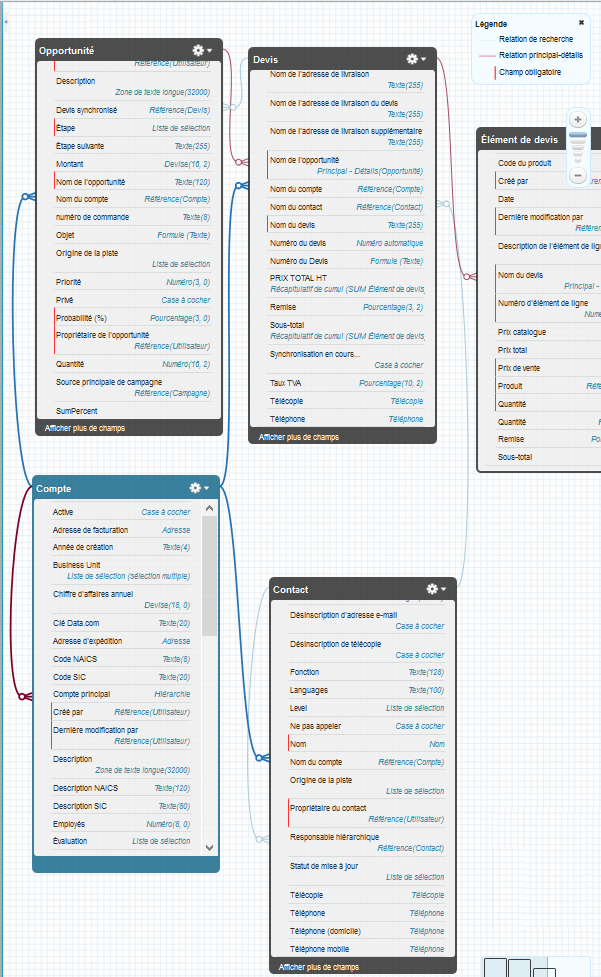 Légende
Relation de recherche
Relation principal-détails
Champ obligatoire
Opportunité
Référence(Utilisateur)
Description
Zone de texte longue(32000)
Devis synchronisé Référence(Devis)
Étape Liste de sélection
Étape suivante Texte(255)
Montant Devise(16, 2)
Nom de l'opportunité Texte(120)
Nom du compte Référence(Compte)
numéro de commande Texte(8)
Objet Formule (Texte)
Origine de la piste
Liste de sélection
Priorité Numéro(3, 0)
Privé Case à cocher
Probabilité (%) Pourcentage(3, 0)
Propriétaire de l'opportunité
Référence(Utilisateur)
Quantité Numéro(16, 2)
Source principale de campagne
Référence(Campagne)
SumPercent
Afficher plus de champs
Devis
Nom de l'adresse de livraison
Texte(255)
Nom de l'adresse de livraison du devis
Texte(255)
Nom de l'adresse de livraison supplémentaire
Texte(255)
Nom de l'opportunité
Principal - Détails(Opportunité)
Nom du compte Référence(Compte)
Nom du contact Référence(Contact)
Nom du devis Texte(255)
Numéro du devis Numéro automatique
Numéro du Devis Formule (Texte)
PRIX TOTAL HT
Récapitulatif de cumul (SUM Élément de devis
Remise Pourcentage(3, 2)
Sous-total
Récapitulatif de cumul (SUM Élément de devis
Synchronisation en cours...
Case à cocher
Taux TVA Pourcentage(10, 2)
Télécopie Télécopie
Téléphone Téléphone
Afficher plus de champs
Élément de devis
Code du produit
Créé par
Date
Dernière modification par
Référe
Description de l'élément de lign
Nom du devis
Principal -
Numéro d'élément de ligne
Numé
Prix catalogue
Prix total
Prix de vente
Produit Réfé
Quantité
Quantité
Remise Po
Sous-total
Compte
Active Case à cocher
Adresse de facturation Adresse
Année de création Texte(4)
Business Unit
Liste de sélection (sélection multiple)
Chiffre d'affaires annuel
Devise(18, 0)
Clé Data.com Texte(20)
Adresse d'expédition Adresse
Code NAICS Texte(8)
Code SIC Texte(20)
Compte principal Hiérarchie
Créé par Référence(Utilisateur)
Dernière modification par
Référence(Utilisateur)
Description
Zone de texte longue(32000)
Description NAICS Texte(120)
Description SIC Texte(80)
Employés Numéro(8, 0)
Évaluation Liste de sélection
Contact
Désinscription d'adresse e-mail
Case à cocher
Désinscription de télécopie
Case à cocher
Fonction Texte(128)
Languages Texte(100)
Level Liste de sélection
Ne pas appeler Case à cocher
Nom Nom
Nom du compte Référence(Compte)
Origine de la piste
Liste de sélection
Propriétaire du contact
Référence(Utilisateur)
Responsable hiérarchique
Référence(Contact)
Statut de mise à jour
Liste de sélection
Télécopie Télécopie
Téléphone Téléphone
Téléphone (domicile) Téléphone
Téléphone mobile Téléphone
Afficher plus de champs